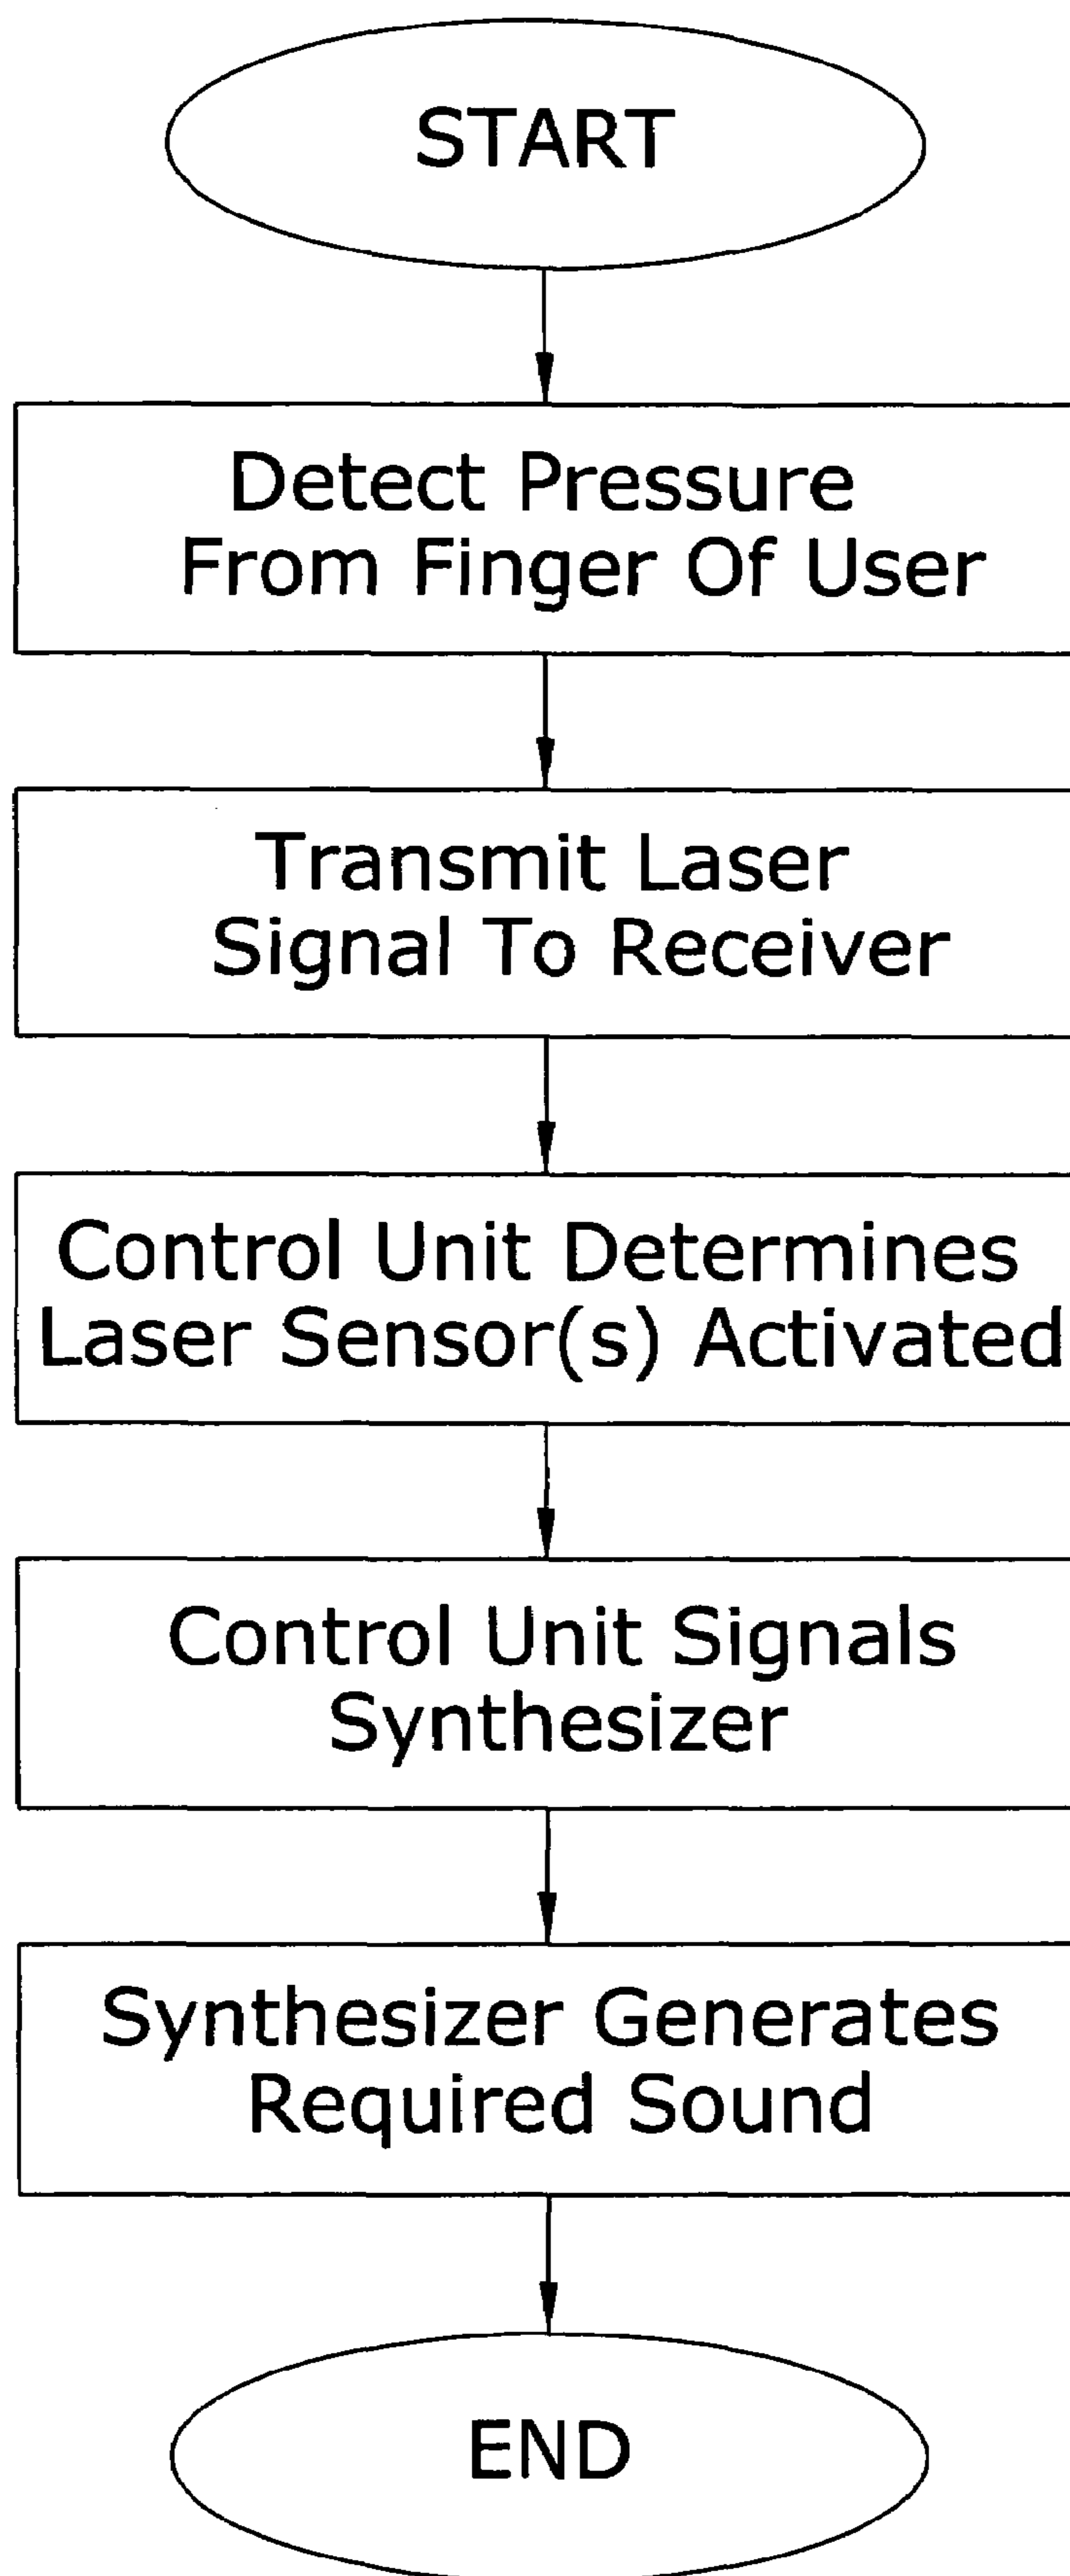 START
Detect Pressure
From Finger Of User
Transmit Laser
Signal To Receiver
Control Unit Determines
Laser Sensor(s) Activated
Control Unit Signals
Synthesizer
Synthesizer Generates
Required Sound
END